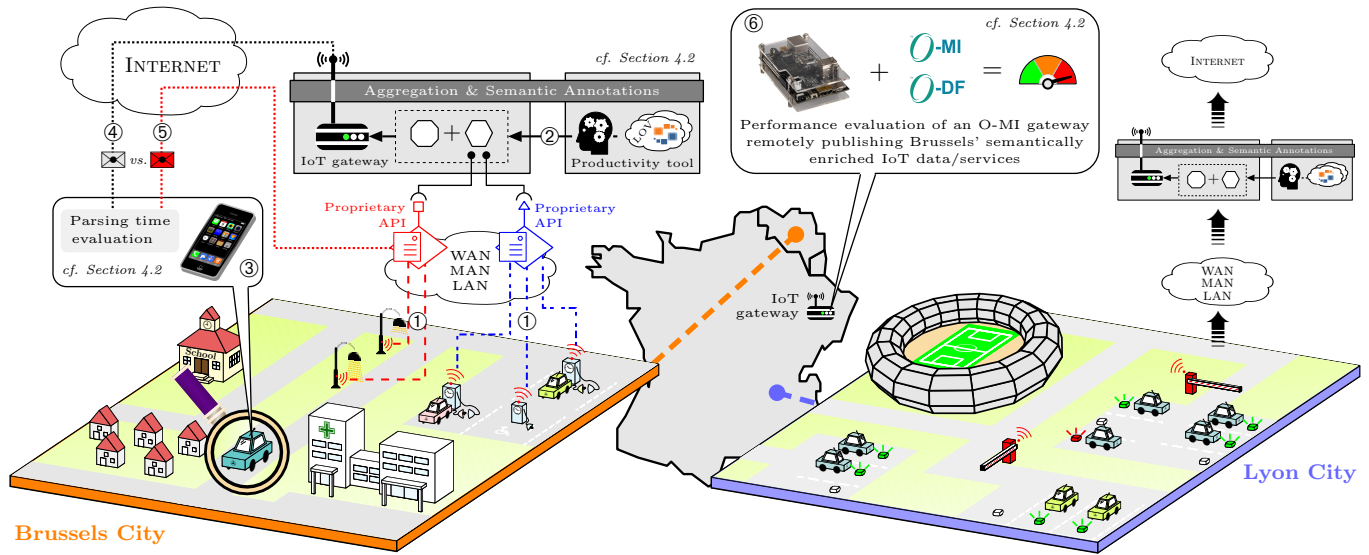 INTERNET
cf. Section 4.2
Aggregation & Semantic Annotations
④ vs. ⑤
LOV
IoT gateway
+
②
Productivity tool
Parsing time
evaluation
cf. Section 4.2
③
Proprietary
API
Proprietary
API
WAN
MAN
LAN
①
①
School
Brussels City
⑥
cf. Section 4.2
+
O-MI
O-DF
=
Performance evaluation of an O-MI gateway
remotely publishing Brussels' semantically
enriched IoT data/services
IoT
gateway
INTERNET
Aggregation & Semantic Annotations
+
WAN
MAN
LAN
Lyon City